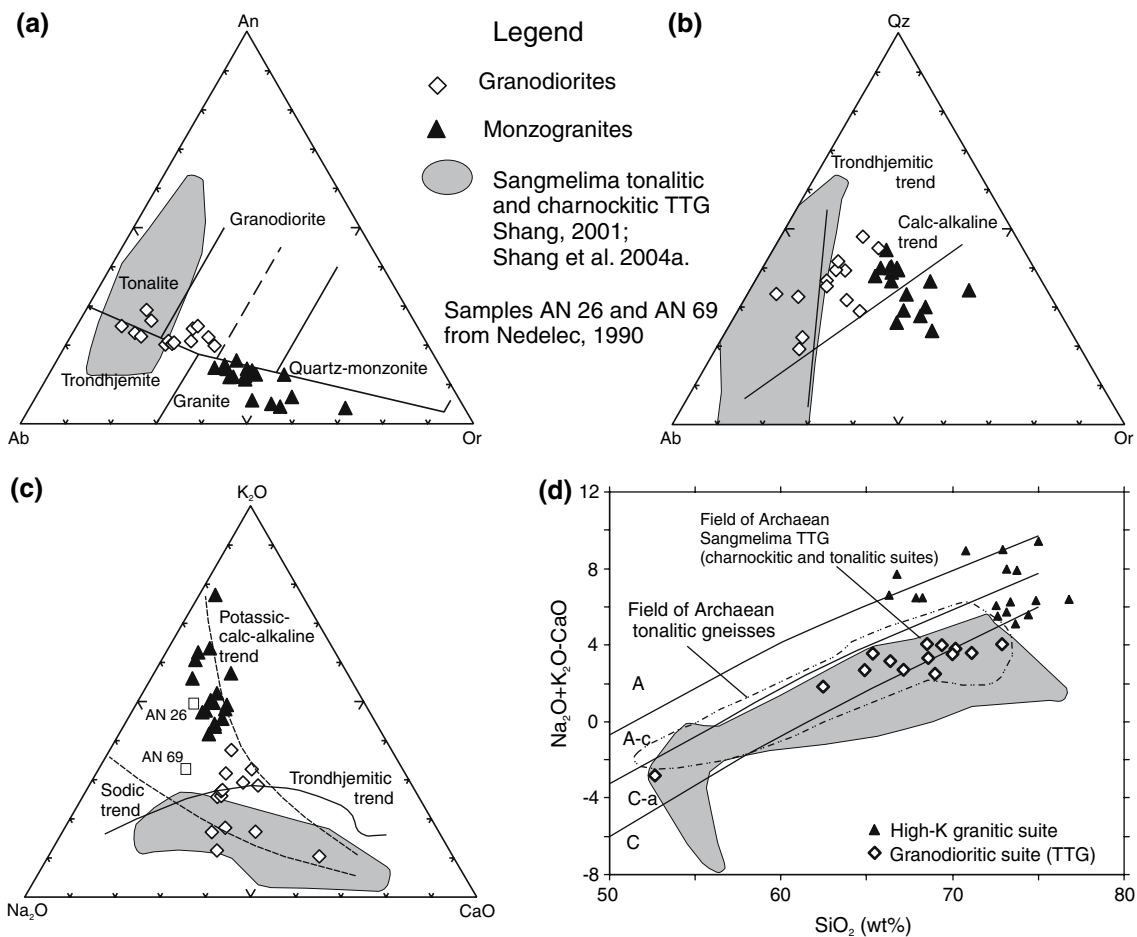 (a)
An
Granodiorite
Tonalite
Trondhjemite
Granite
Quartz-monzonite
Ab
Or
Legend
Granodiorites
Monzogranites
Sangmelima tonalitic
and charnockitic TTG
Shang, 2001;
Shang et al. 2004a.
Samples AN 26 and AN 69
from Nedelec, 1990
(b)
Qz
Trondhjemitic
trend
Calc-alkaline
trend
Ab
Or
(c)
K₂O
Potassic-
calc-alkaline
trend
AN 26
AN 69
Sodic
trend
Trondhjemitic
trend
Na₂O
CaO
(d)
12
8
4
0
-4
-8
Na₂O+K₂O-CaO
Field of Archaean
Sangmelima TTG
(charnockitic and tonalitic suites)
Field of Archaean
tonalitic gneisses
A
A-c
C-a
C
High-K granitic suite
Granodioritic suite (TTG)
50
60
70
80
SiO₂ (wt%)